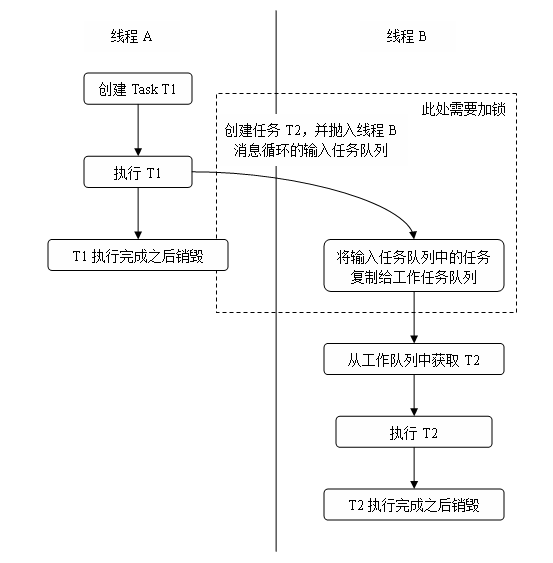 线程 A
线程 B
创建 Task T1
此处需要加锁
创建任务 T2，并抛入线程 B
消息循环的输入任务队列
执行 T1
T1 执行完成之后销毁
将输入任务队列中的任务
复制给工作任务队列
从工作队列中获取 T2
执行 T2
T2 执行完成之后销毁